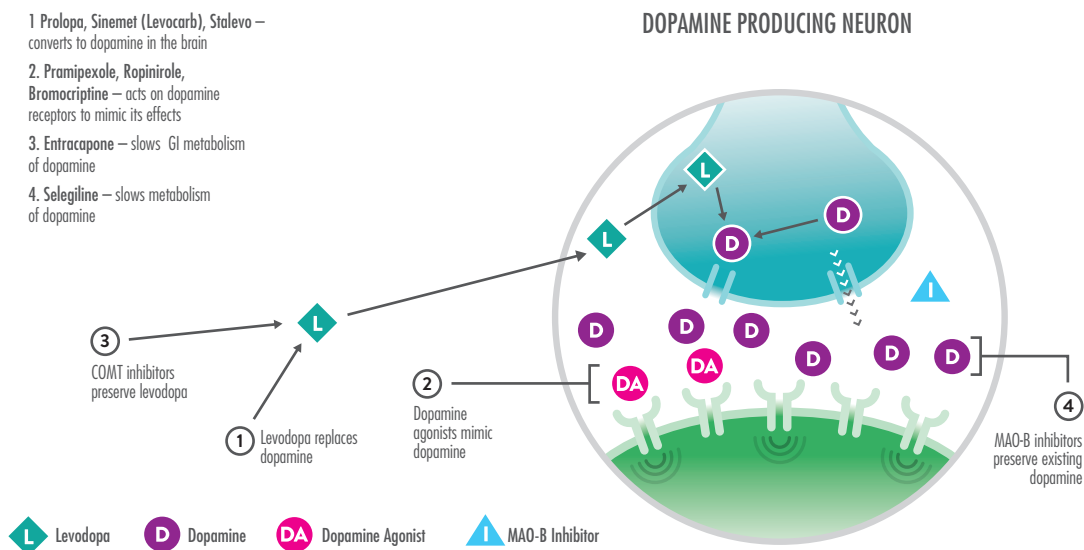 1 Prolopa, Sinemet (Levocarb), Stalevo –
converts to dopamine in the brain
2. Pramipexole, Ropinirole,
Bromocriptine – acts on dopamine
receptors to mimic its effects
3. Entracapone – slows GI metabolism
of dopamine
4. Selegiline – slows metabolism
of dopamine
DOPAMINE PRODUCING NEURON
L
L
D
D
L
I
D
D
D
D
D
D
DA
DA
3
COMT inhibitors
preserve levodopa
1
Levodopa replaces
dopamine
2
Dopamine
agonists mimic
dopamine
4
MAO-B inhibitors
preserve existing
dopamine
L Levodopa
D Dopamine
DA Dopamine Agonist
I MAO-B Inhibitor